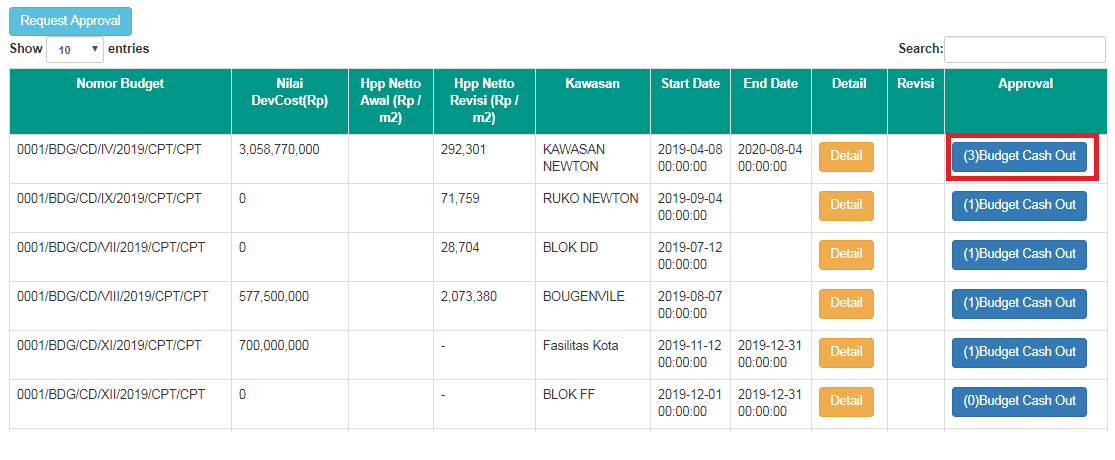 Request Approval
Show 10 entries Search:
Nomor Budget Nilai DevCost(Rp) Hpp Netto Awal (Rp / m2) Hpp Netto Revisi (Rp / m2) Kawasan Start Date End Date Detail Revisi Approval
0001/BDG/CD/IV/2019/CPT/CPT 3,058,770,000 292,301 KAWASAN NEWTON 2019-04-08 00:00:00 2020-08-04 00:00:00 Detail (3)Budget Cash Out
0001/BDG/CD/IX/2019/CPT/CPT 0 71,759 RUKO NEWTON 2019-09-04 00:00:00 Detail (1)Budget Cash Out
0001/BDG/CD/VII/2019/CPT/CPT 0 28,704 BLOK DD 2019-07-12 00:00:00 Detail (1)Budget Cash Out
0001/BDG/CD/VIII/2019/CPT/CPT 577,500,000 2,073,380 BOUGENVILE 2019-08-07 00:00:00 Detail (1)Budget Cash Out
0001/BDG/CD/XI/2019/CPT/CPT 700,000,000 - Fasilitas Kota 2019-11-12 00:00:00 2019-12-31 00:00:00 Detail (1)Budget Cash Out
0001/BDG/CD/XII/2019/CPT/CPT 0 - BLOK FF 2019-12-01 00:00:00 2019-12-31 00:00:00 Detail (0)Budget Cash Out